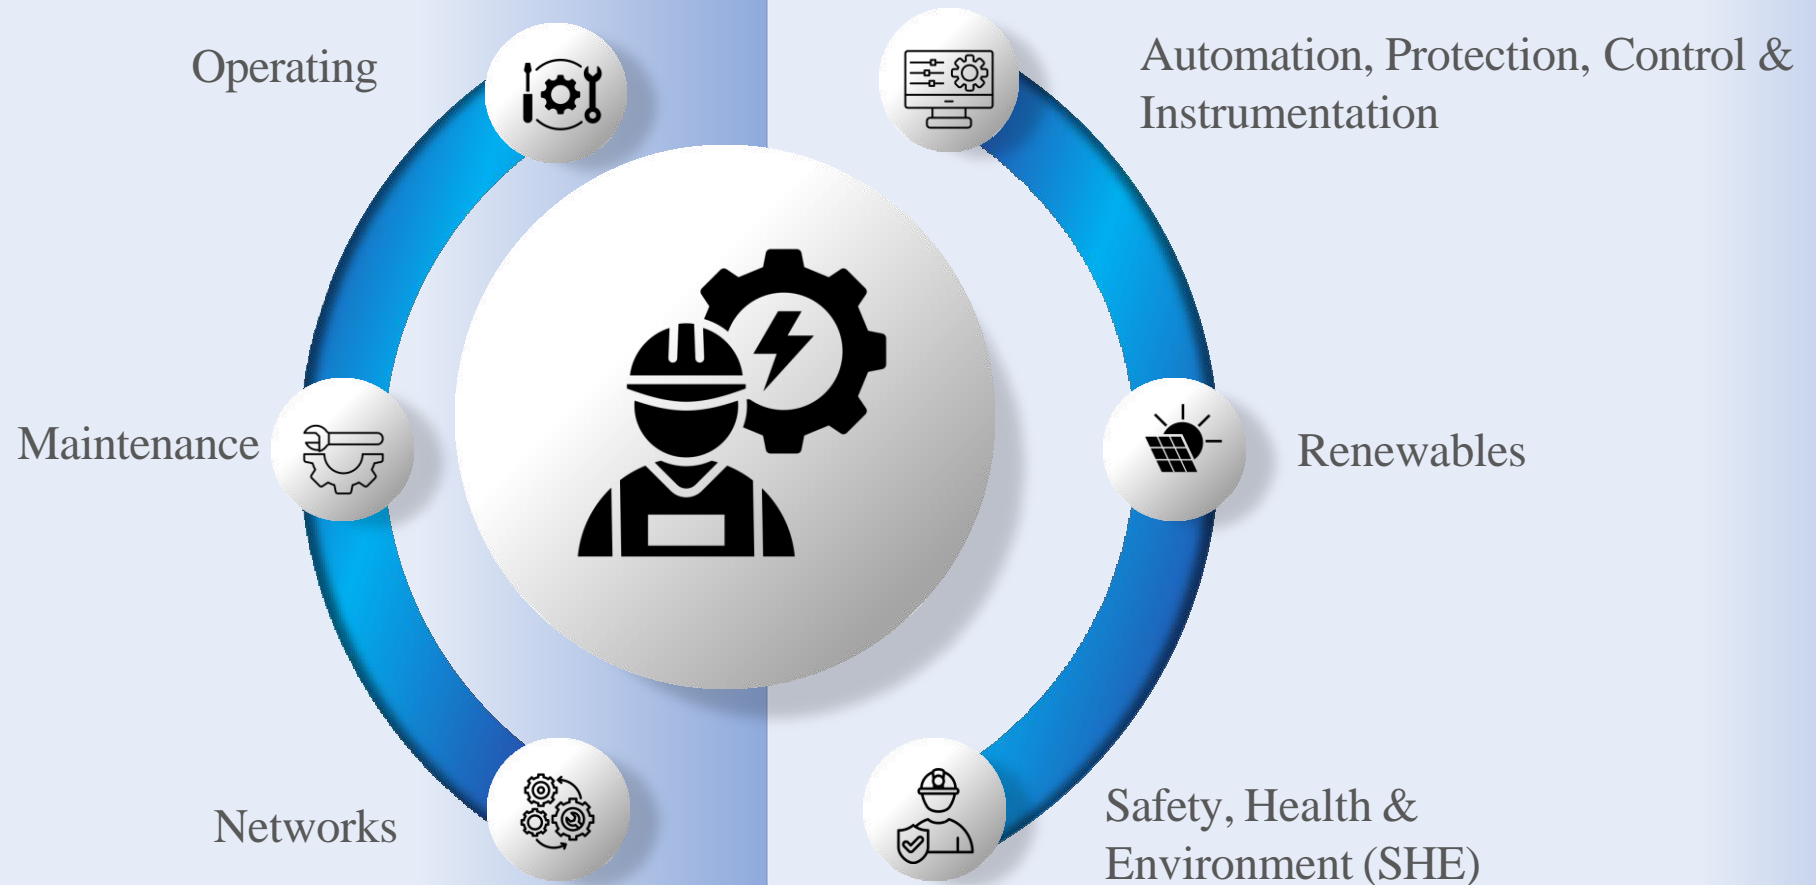 Operating
Automation, Protection, Control &
Instrumentation
Maintenance
Renewables
Networks
Safety, Health &
Environment (SHE)